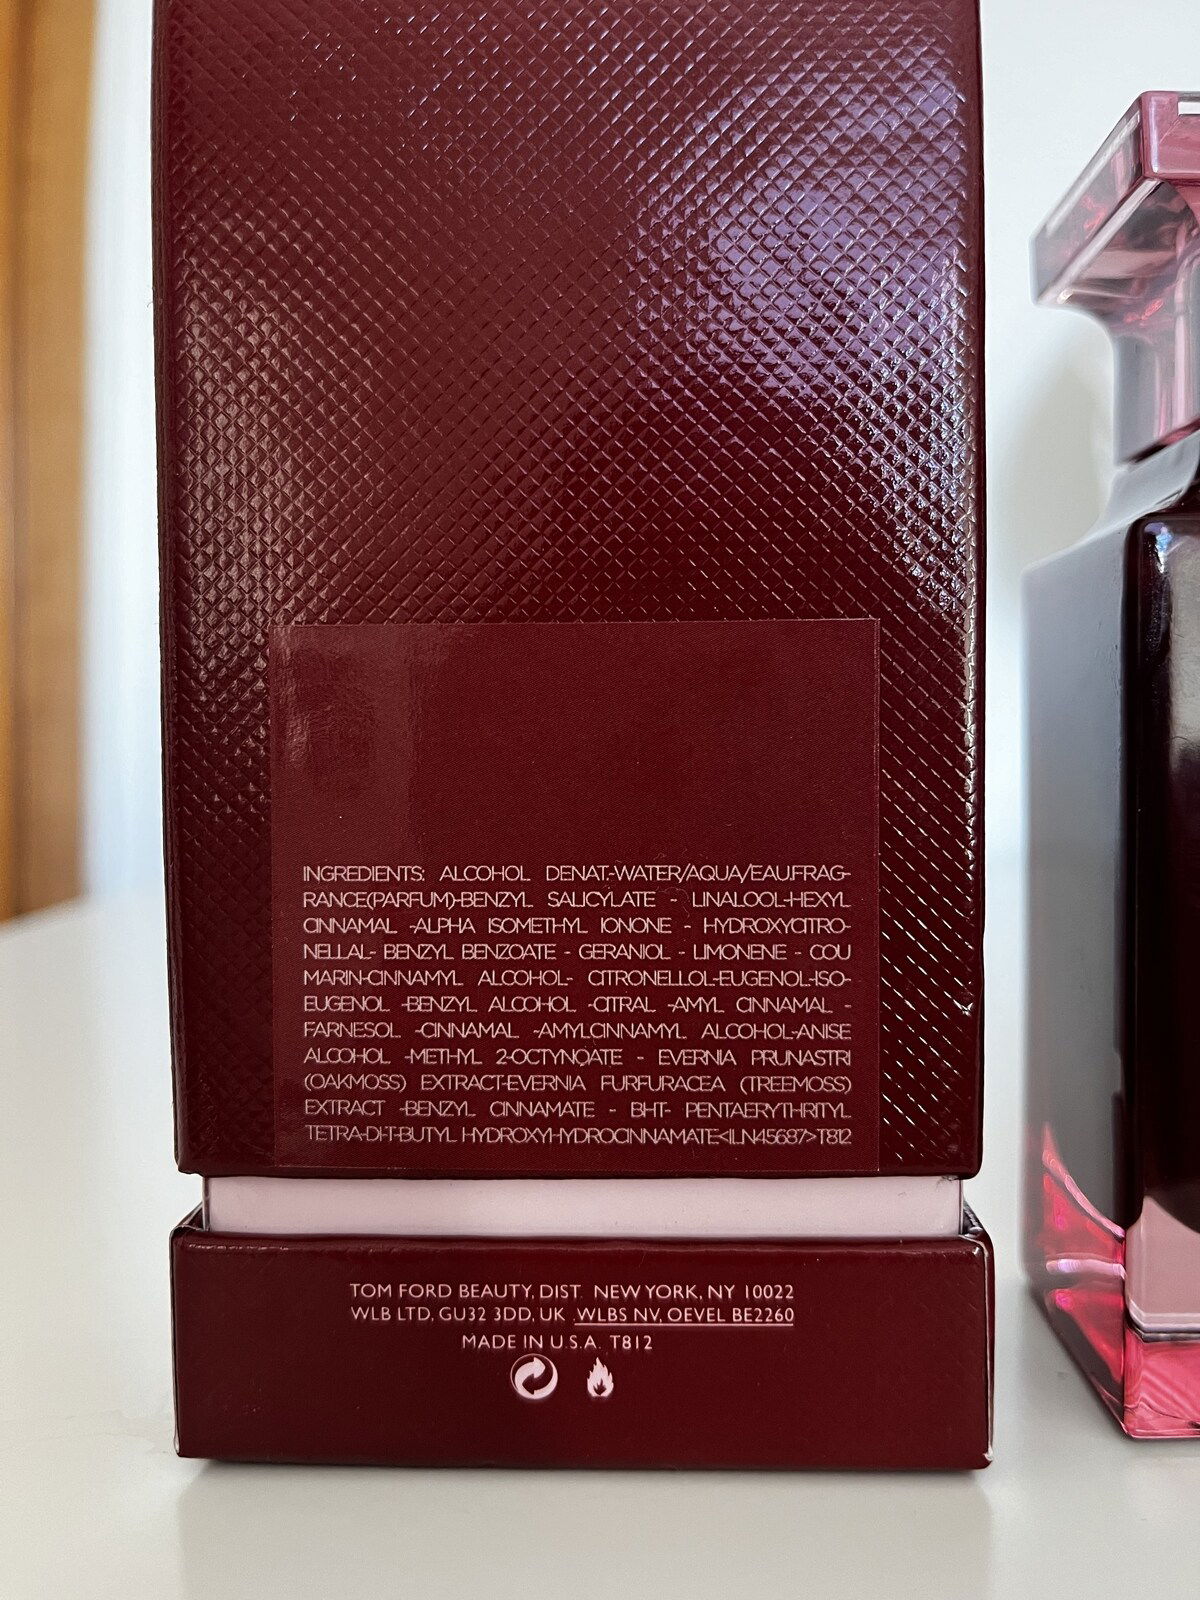 INGREDIENTS: ALCOHOL DENAT.-WATER/AQUA/EAU.FRAG-
RANCE(PARFUM)-BENZYL SALICYLATE - LINALOOL-HEXYL
CINNAMAL -ALPHA ISOMETHYL IONONE - HYDROXYCITRO-
NELLAL- BENZYL BENZOATE - GERANIOL - LIMONENE - COU
MARIN-CINNAMYL ALCOHOL- CITRONELLOL-EUGENOL-ISO-
EUGENOL -BENZYL ALCOHOL -CITRAL -AMYL CINNAMAL -
FARNESOL -CINNAMAL -AMYLCINNAMYL ALCOHOL-ANISE
ALCOHOL -METHYL 2-OCTYNOATE - EVERNIA PRUNASTRI
(OAKMOSS) EXTRACT-EVERNIA FURFURACEA (TREEMOSS)
EXTRACT -BENZYL CINNAMATE - BHT- PENTAERYTHRITYL
TETRA-DI-T-BUTYL HYDROXYHYDROCINNAMATE<ILN45687>T812
TOM FORD BEAUTY, DIST. NEW YORK, NY 10022
WLB LTD, GU32 3DD, UK WLBS NV, OEVEL BE2260
MADE IN U.S.A. T812